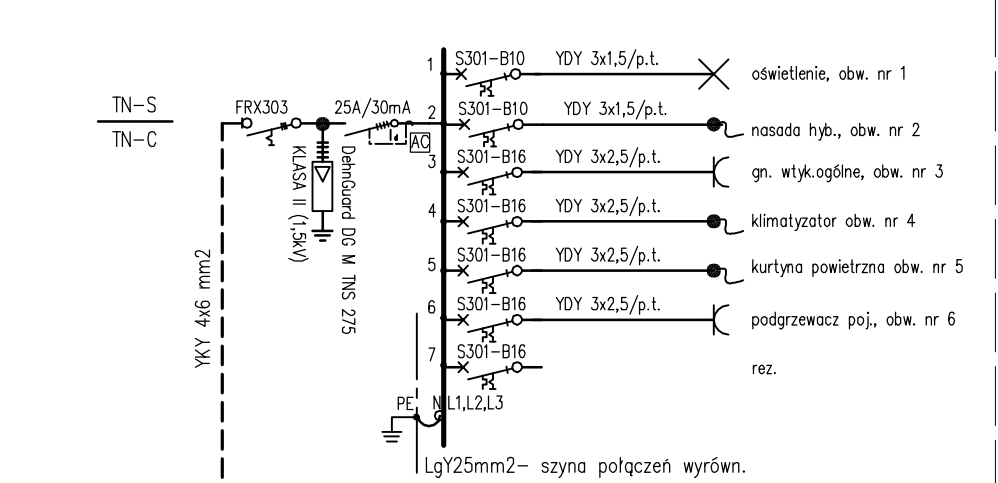 TN-S
TN-C
FRX303
25A/30mA
AC
KLASA II (1,5kV)
DehnGuard DG M TNS 275
YKY 4x6 mm2
1 S301-B10 YDY 3x1,5/p.t. oświetlenie, obw. nr 1
2 S301-B10 YDY 3x1,5/p.t. nasada hyb., obw. nr 2
3 S301-B16 YDY 3x2,5/p.t. gn. wtyk.ogólne, obw. nr 3
4 S301-B16 YDY 3x2,5/p.t. klimatyzator obw. nr 4
5 S301-B16 YDY 3x2,5/p.t. kurtyna powietrzna obw. nr 5
6 S301-B16 YDY 3x2,5/p.t. podgrzewacz poj., obw. nr 6
7 S301-B16 rez.
PE N L1,L2,L3
LgY25mm2- szyna połączeń wyrówn.